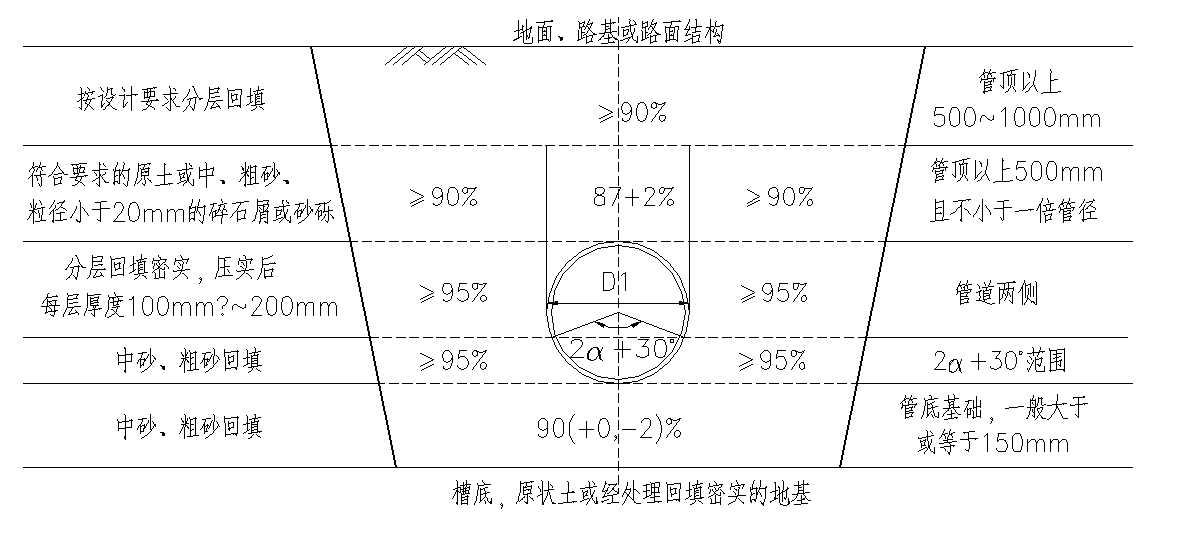 地面、路基或路面结构
按设计要求分层回填
≥90%
管顶以上
500~1000mm
符合要求的原土或中、粗砂、
粒径小于20mm的碎石屑或砂砾
≥90%
87+2%
≥90%
管顶以上500mm
且不小于一倍管径
分层回填密实，压实后
每层厚度100mm?~200mm
≥95%
D1
≥95%
管道两侧
中砂、粗砂回填
≥95%
2α+30°
≥95%
2α+30°范围
中砂、粗砂回填
90(+0,-2)%
管底基础，一般大于
或等于150mm
槽底，原状土或经处理回填密实的地基